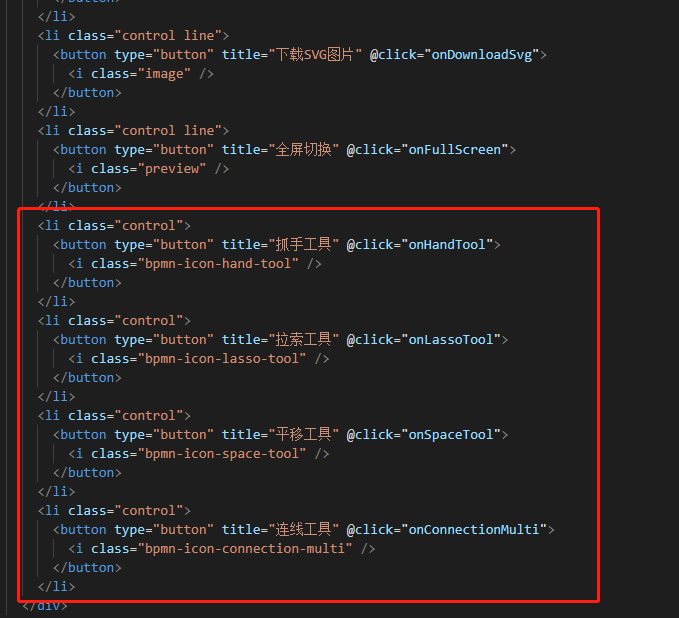 </button>
</li>
<li class="control line">
<button type="button" title="下载SVG图片" @click="onDownloadSvg">
<i class="image" />
</button>
</li>
<li class="control line">
<button type="button" title="全屏切换" @click="onFullScreen">
<i class="preview" />
</button>
</li>
<li class="control">
<button type="button" title="抓手工具" @click="onHandTool">
<i class="bpmn-icon-hand-tool" />
</button>
</li>
<li class="control">
<button type="button" title="拉索工具" @click="onLassoTool">
<i class="bpmn-icon-lasso-tool" />
</button>
</li>
<li class="control">
<button type="button" title="平移工具" @click="onSpaceTool">
<i class="bpmn-icon-space-tool" />
</button>
</li>
<li class="control">
<button type="button" title="连线工具" @click="onConnectionMulti">
<i class="bpmn-icon-connection-multi" />
</button>
</li>
</div>